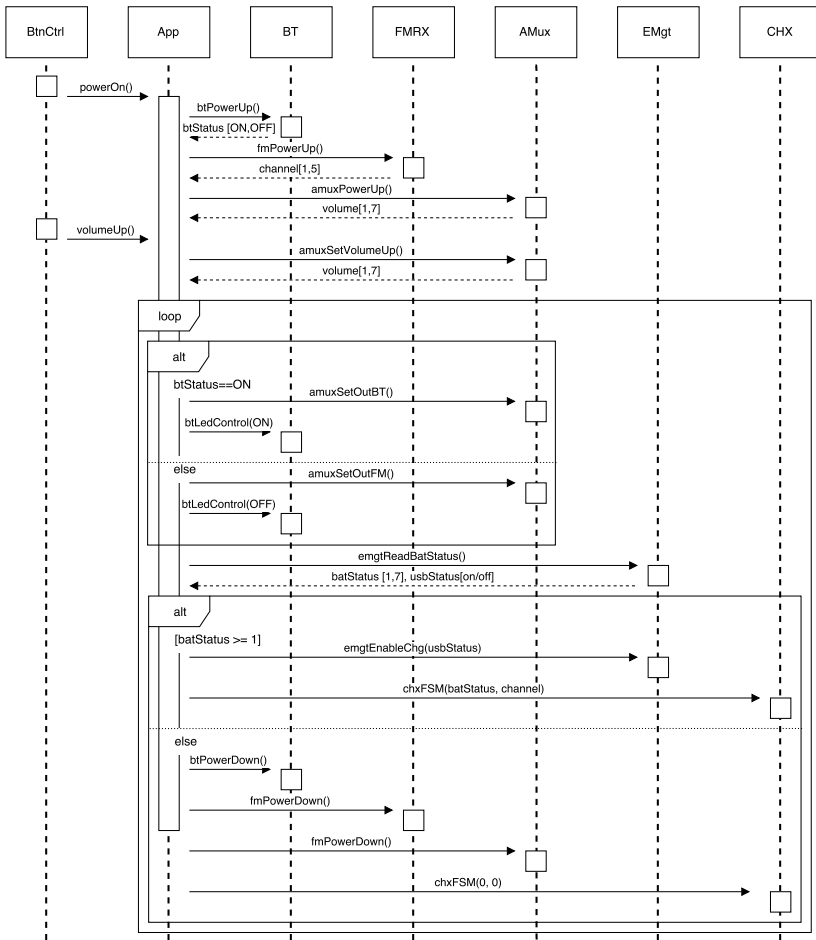 BtnCtrl
App
BT
FMRX
AMux
EMgt
CHX
powerOn()
btPowerUp()
btStatus [ON,OFF]
fmPowerUp()
channel[1,5]
amuxPowerUp()
volume[1,7]
volumeUp()
amuxSetVolumeUp()
volume[1,7]
loop
alt
btStatus==ON
amuxSetOutBT()
btLedControl(ON)
else
amuxSetOutFM()
btLedControl(OFF)
emgtReadBatStatus()
batStatus [1,7], usbStatus[on/off]
alt
[batStatus >= 1]
emgtEnableChg(usbStatus)
chxFSM(batStatus, channel)
else
btPowerDown()
fmPowerDown()
fmPowerDown()
chxFSM(0, 0)